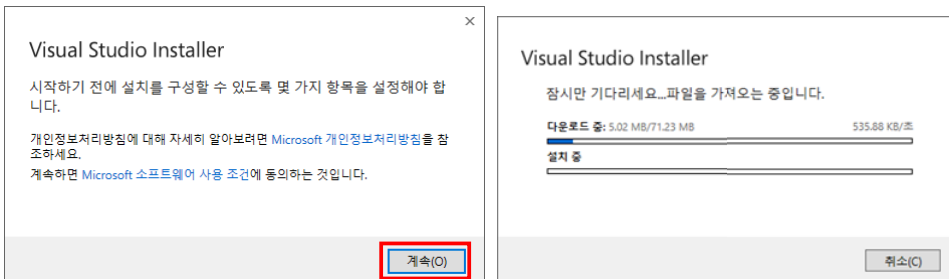 Visual Studio Installer
시작하기 전에 설치를 구성할 수 있도록 몇 가지 항목을 설정해야 합
니다.
개인정보처리방침에 대해 자세히 알아보려면 Microsoft 개인정보처리방침을 참
조하세요.
계속하면 Microsoft 소프트웨어 사용 조건에 동의하는 것입니다.
계속(O)
Visual Studio Installer
잠시만 기다리세요...파일을 가져오는 중입니다.
다운로드 중: 5.02 MB/71.23 MB 535.88 KB/초
설치 중
취소(C)